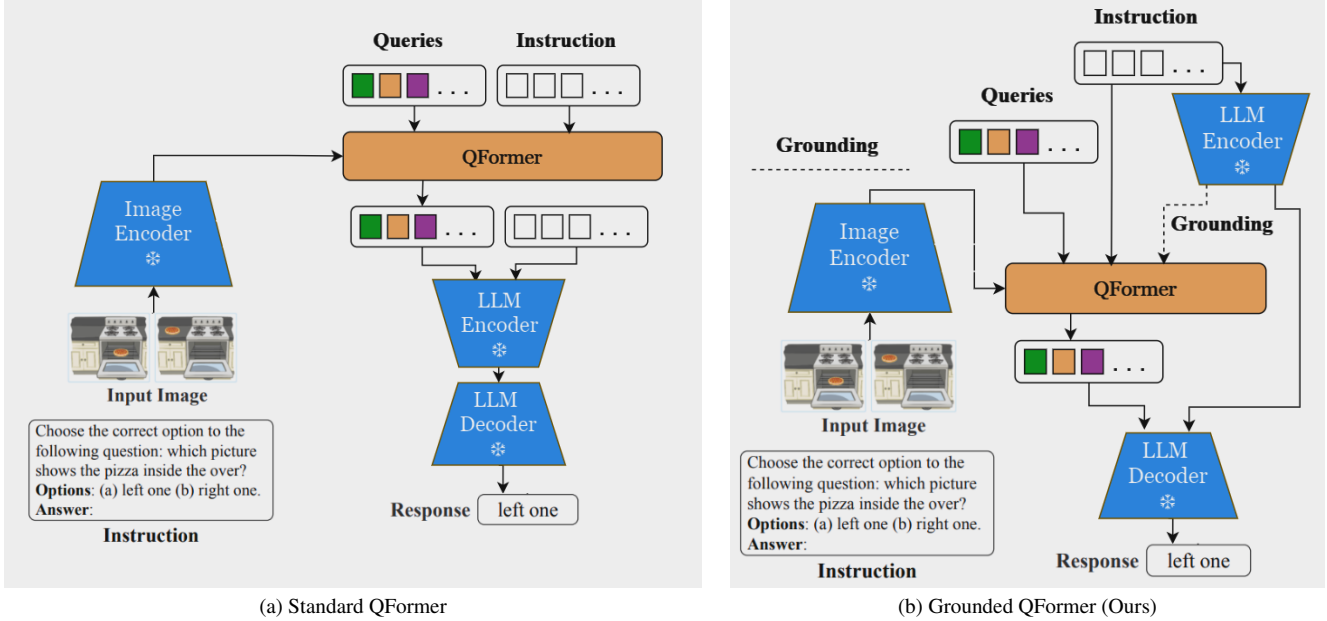 Queries
Instruction
. . .
. . .
QFormer
Image
Encoder
. . .
. . .
LLM
Encoder
LLM
Decoder
Input Image
Choose the correct option to the
following question: which picture
shows the pizza inside the over?
Options: (a) left one (b) right one.
Answer:
Instruction
Response
left one
(a) Standard QFormer
Instruction
. . .
Queries
. . .
LLM
Encoder
Grounding
Grounding
Image
Encoder
QFormer
. . .
Input Image
LLM
Decoder
Choose the correct option to the
following question: which picture
shows the pizza inside the over?
Options: (a) left one (b) right one.
Answer:
Instruction
Response
left one
(b) Grounded QFormer (Ours)